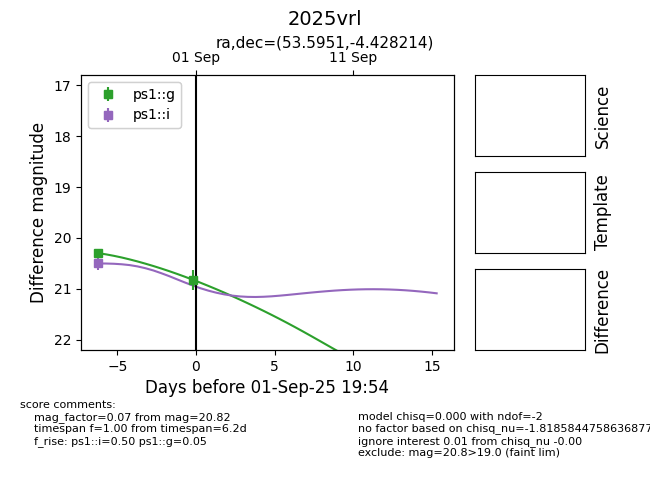 2025vrl
ra,dec=(53.5951,-4.428214)
01 Sep
11 Sep
ps1::g
ps1::i
17
18
19
20
21
22
Difference magnitude
−5
0
5
10
15
Days before 01-Sep-25 19:54
Science
Template
Difference
score comments:
mag_factor=0.07 from mag=20.82
timespan f=1.00 from timespan=6.2d
f_rise: ps1::i=0.50 ps1::g=0.05
model chisq=0.000 with ndof=-2
no factor based on chisq_nu=-1.8185844758636877
ignore interest 0.01 from chisq_nu -0.00
exclude: mag=20.8>19.0 (faint lim)